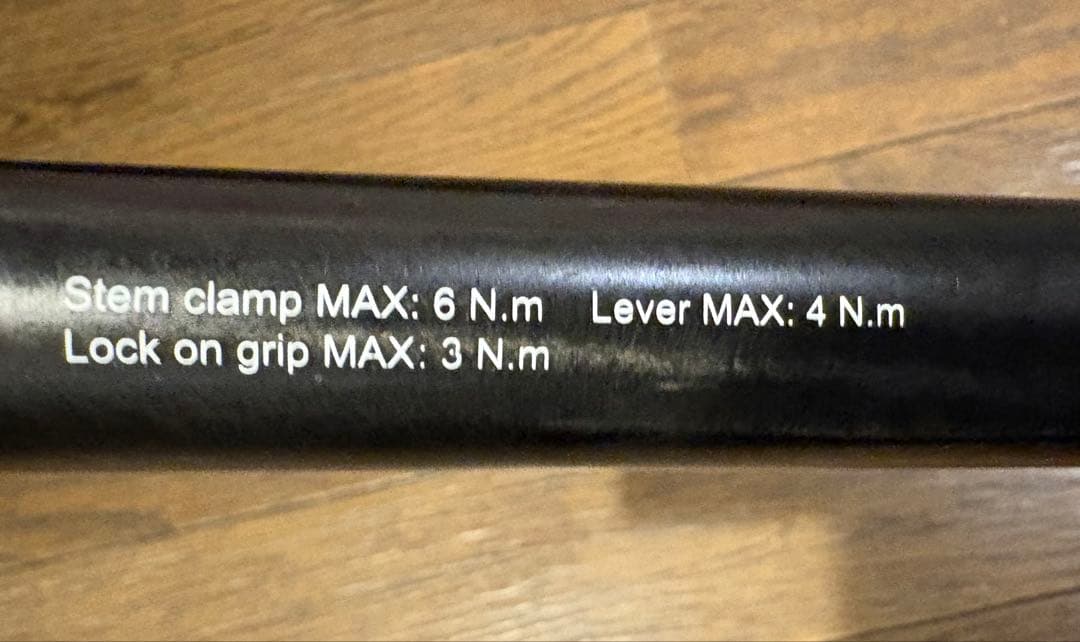 Stem clamp MAX: 6 N.m Lever MAX: 4 N.m
Lock on grip MAX: 3 N.m